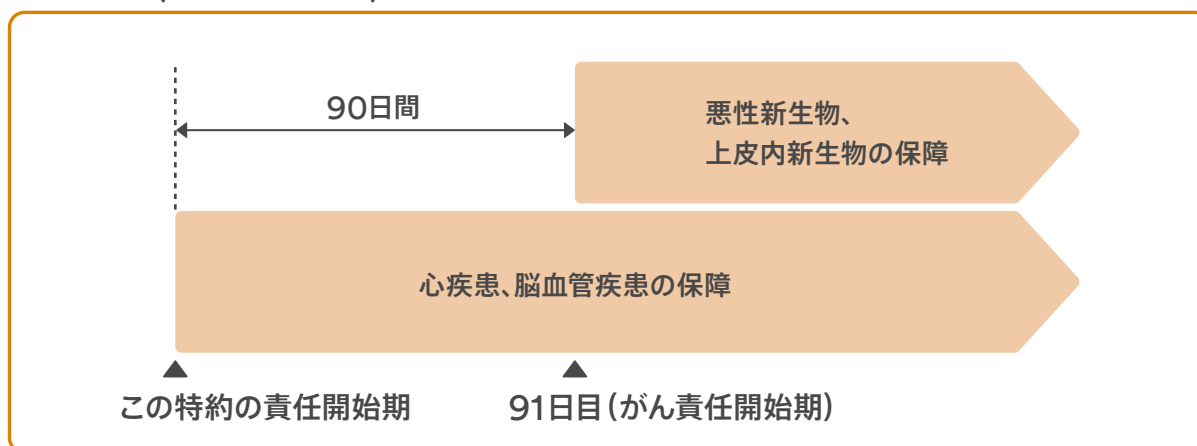 90日間
悪性新生物、
上皮内新生物の保障
心疾患、脳血管疾患の保障
この特約の責任開始期
91日目(がん責任開始期)